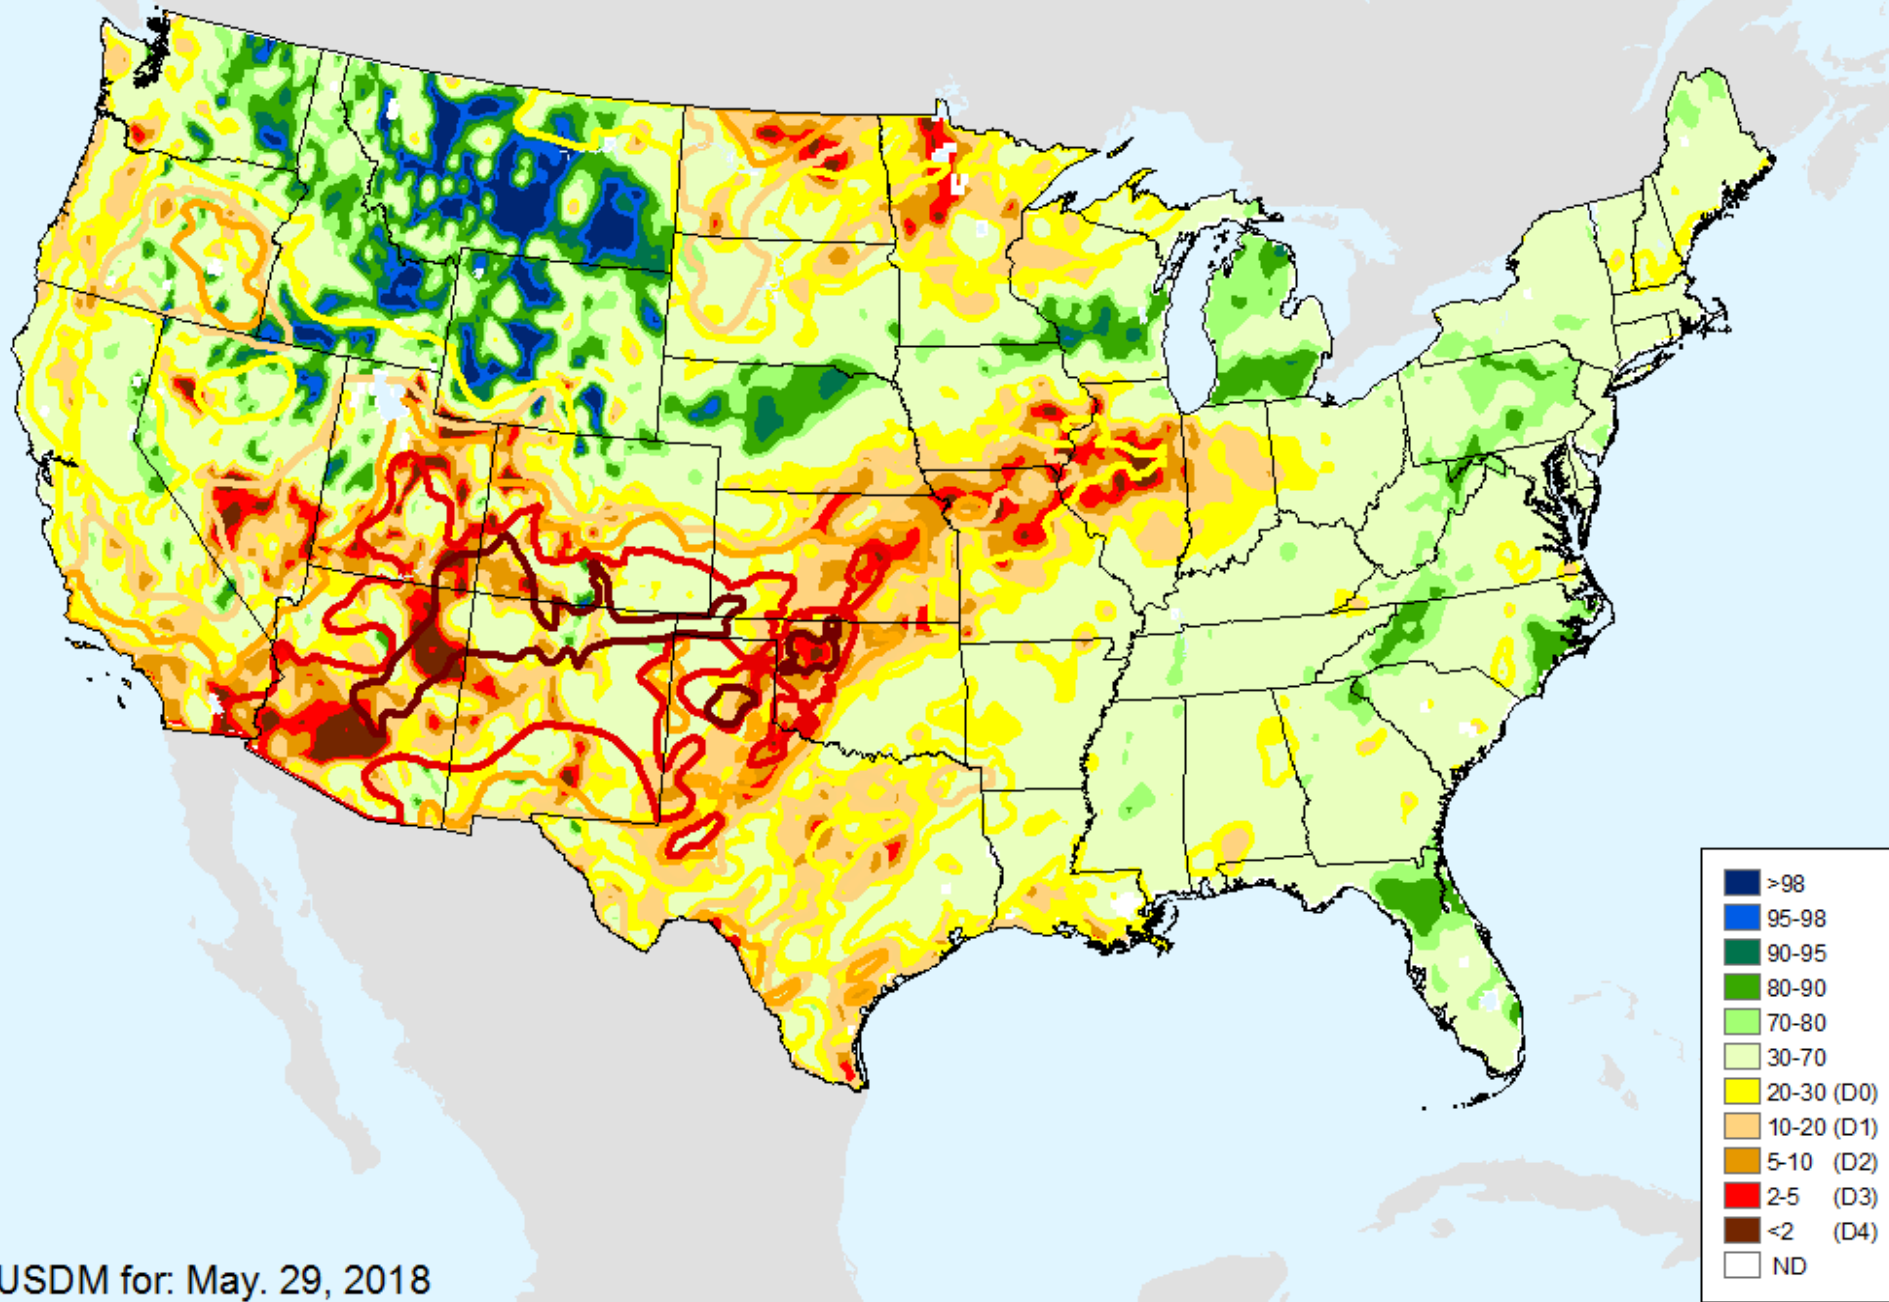 >98
95-98
90-95
80-90
70-80
30-70
20-30 (D0)
10-20 (D1)
5-10 (D2)
2-5 (D3)
<2 (D4)
ND
USDM for: May. 29, 2018